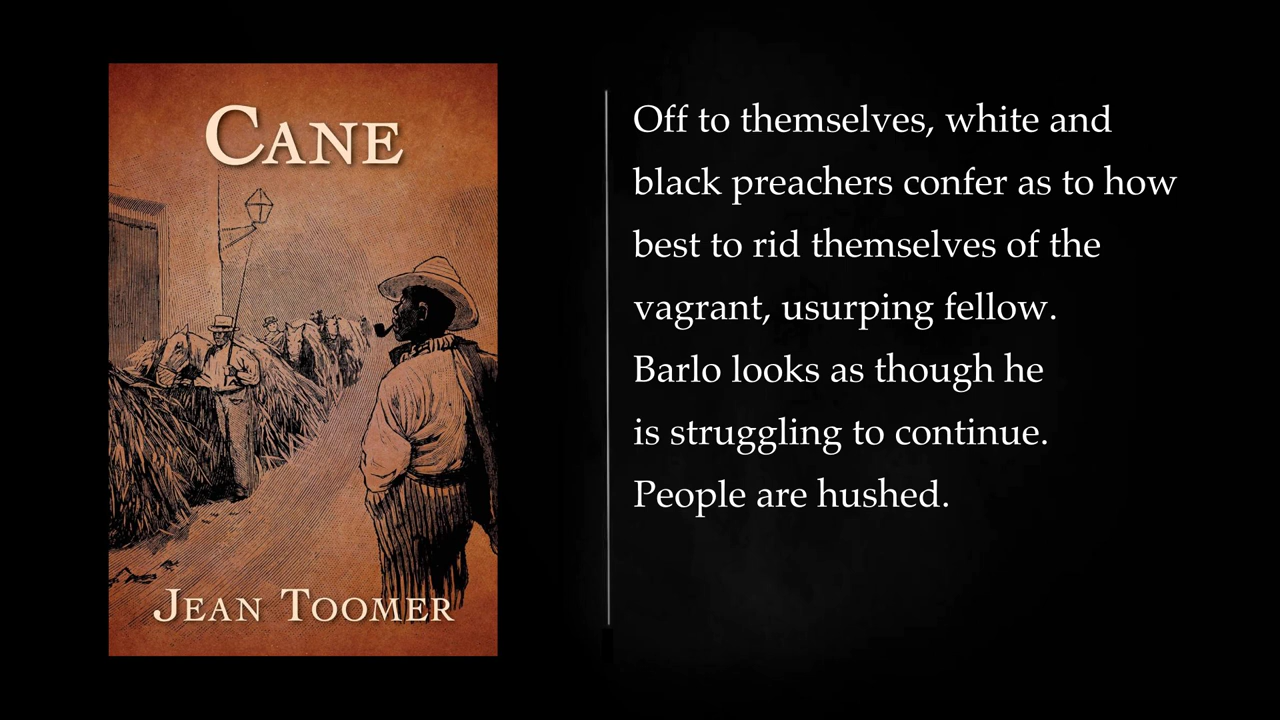 CANE
JEAN TOOMER
Off to themselves, white and
black preachers confer as to how
best to rid themselves of the
vagrant, usurping fellow.
Barlo looks as though he
is struggling to continue.
People are hushed.